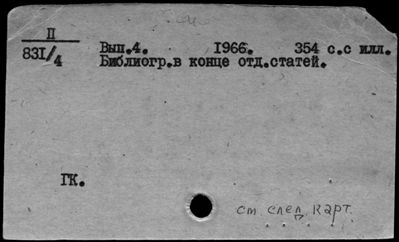 II
831/4
Вып.4. 1966. 354 с.с илл.
Библиогр.в конце отд.статей.
ГК.
см. след. карт.